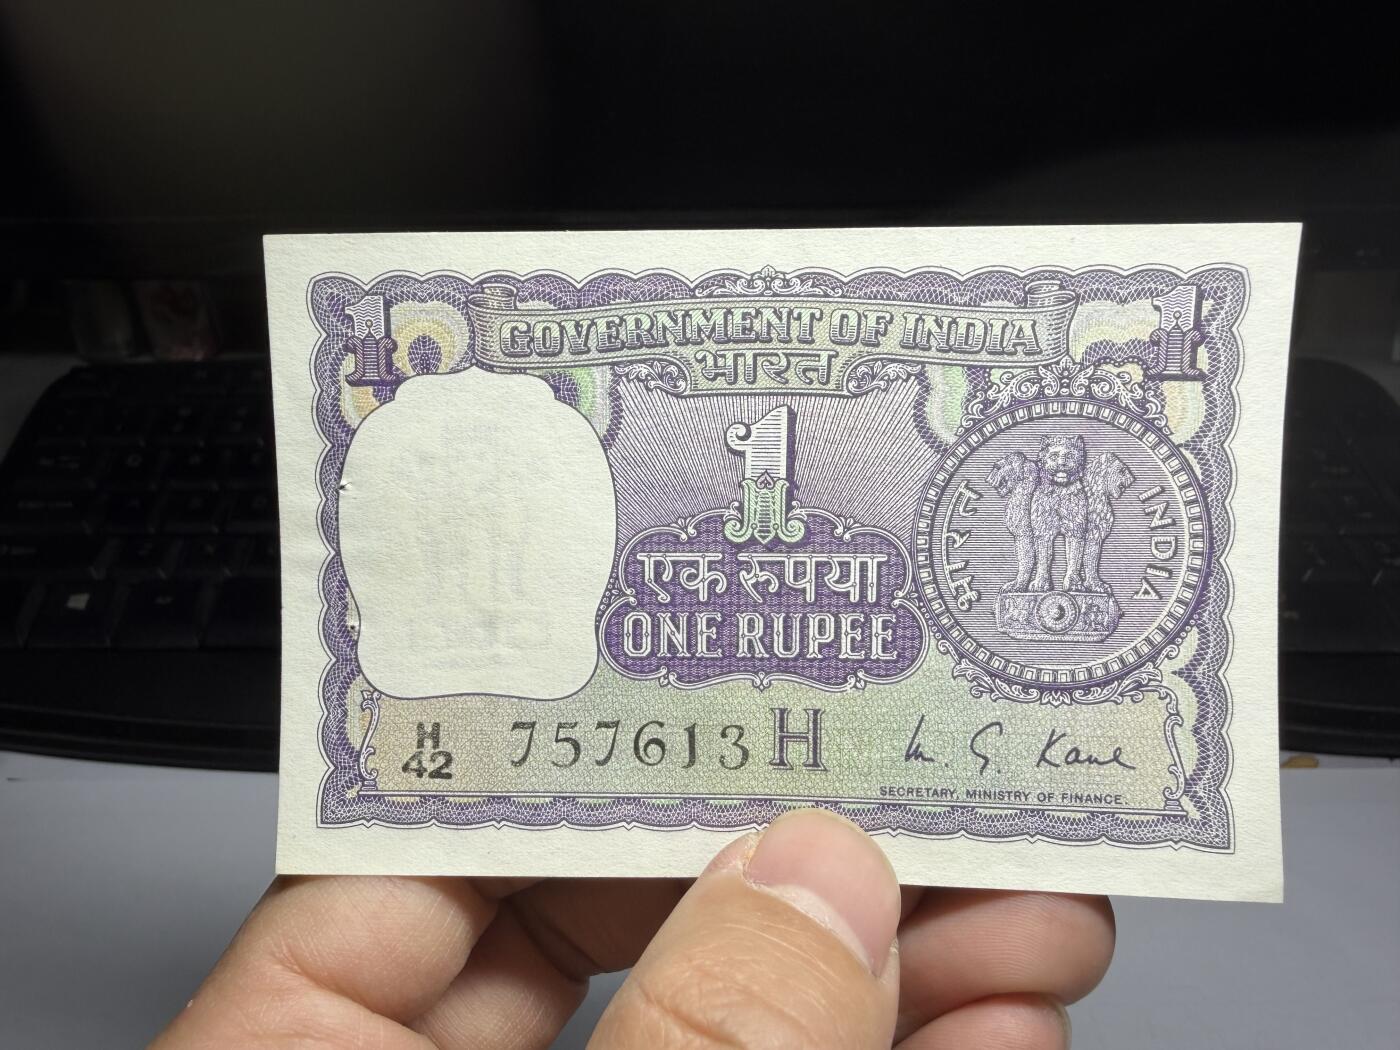 1 1
GOVERNMENT OF INDIA
भारत
1
भारत INDIA
एक रुपया
ONE RUPEE
H
42 757613 H
SECRETARY, MINISTRY OF FINANCE.